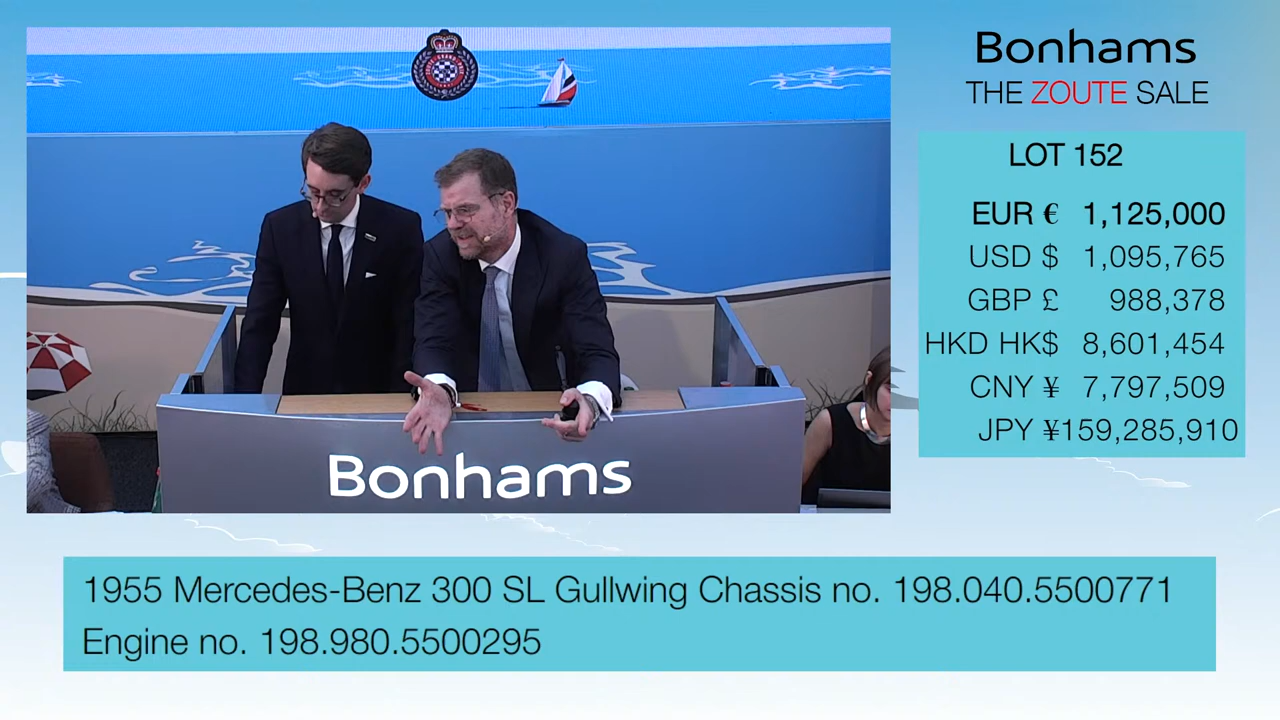 Bonhams
THE ZOUTE SALE
LOT 152
EUR € 1,125,000
USD $ 1,095,765
GBP £ 988,378
HKD HK$ 8,601,454
CNY ¥ 7,797,509
JPY ¥159,285,910
Bonhams
1955 Mercedes-Benz 300 SL Gullwing Chassis no. 198.040.5500771
Engine no. 198.980.5500295